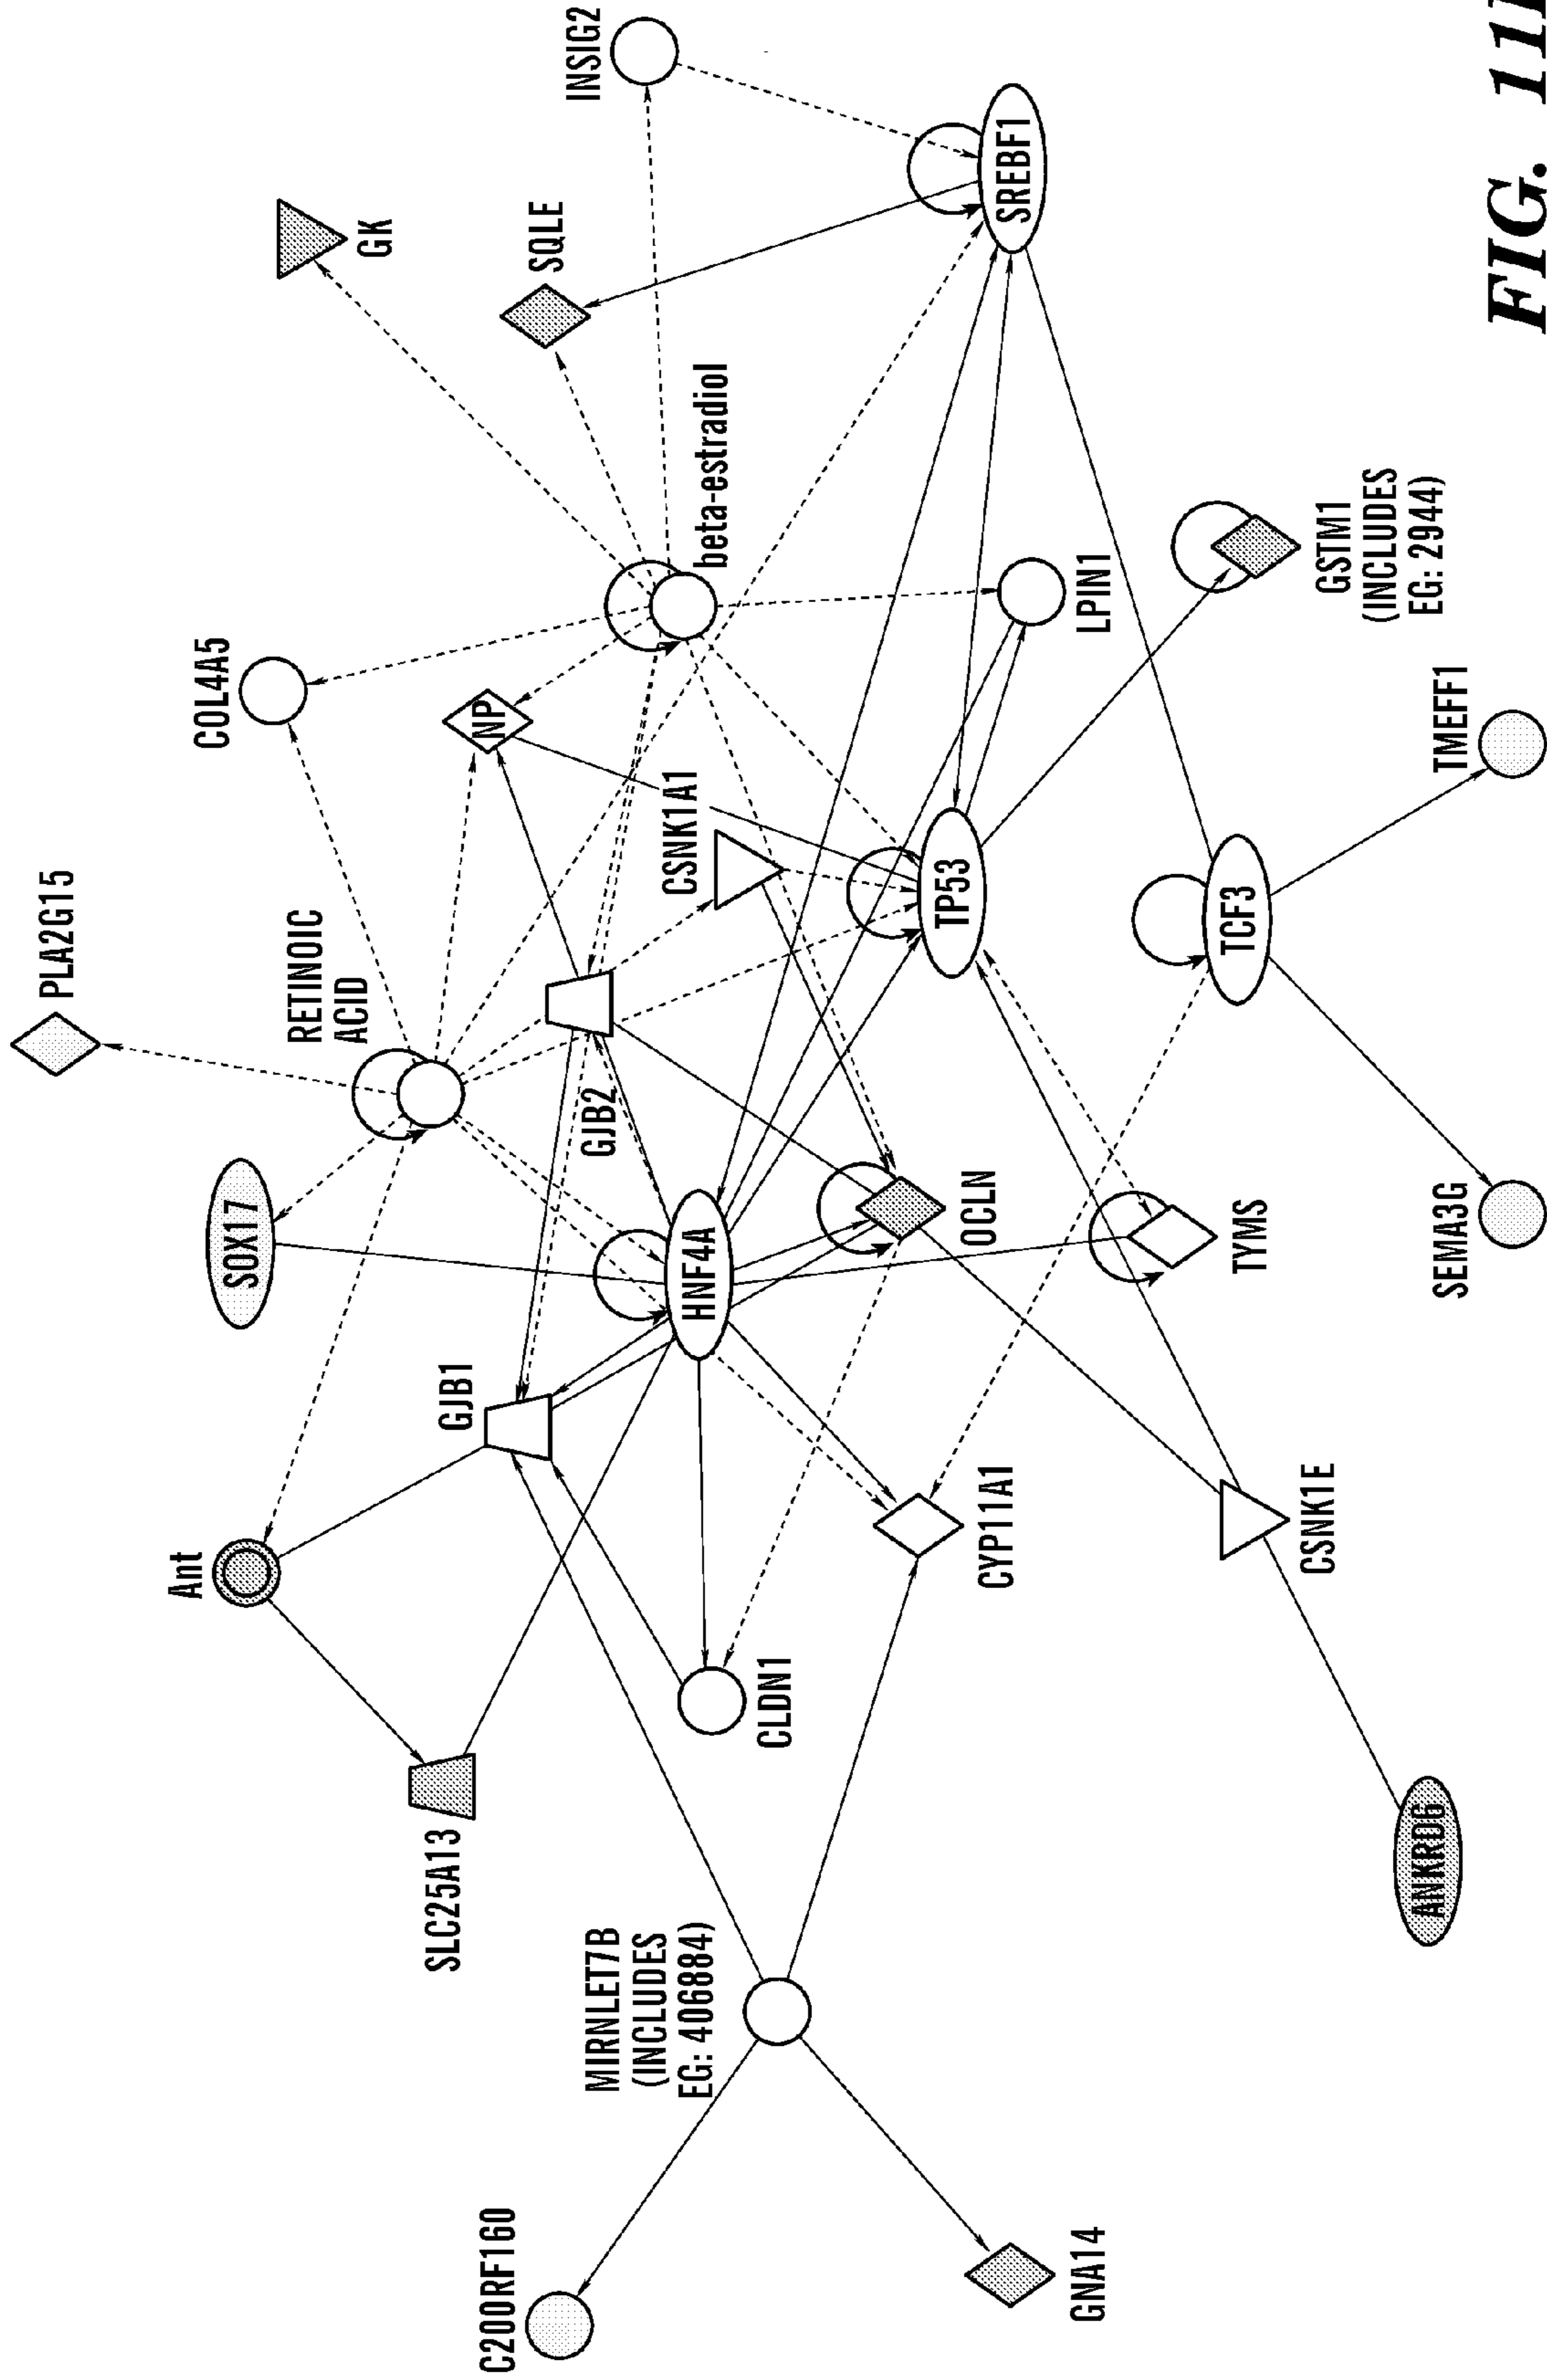 PLA2G15
Ant
COL4A5
SOX17
RETINOIC
ACID
GK
SLC25A13
GJB1
NP
C20ORF160
SQLE
INSIG2
GJB2
MIRNLET7B
(INCLUDES
EG: 406884)
CSNK1A1
HNF4A
beta-estradiol
CLDN1
TP53
OCLN
CYP11A1
SREBF1
GNA14
LPIN1
TCF3
TYMS
CSNK1E
GSTM1
(INCLUDES
EG: 2944)
ANKRD6
SEMA3G
TMEFF1
FIG.